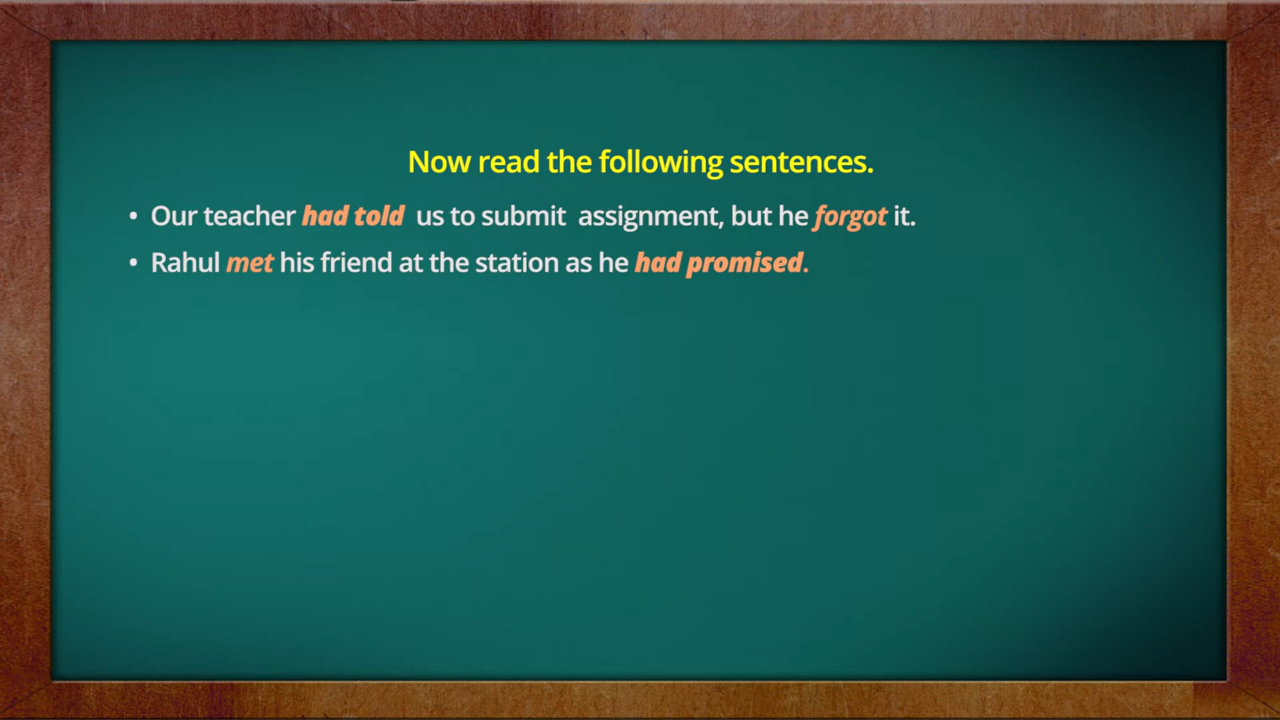 Now read the following sentences.
• Our teacher had told us to submit assignment, but he forgot it.
• Rahul met his friend at the station as he had promised.